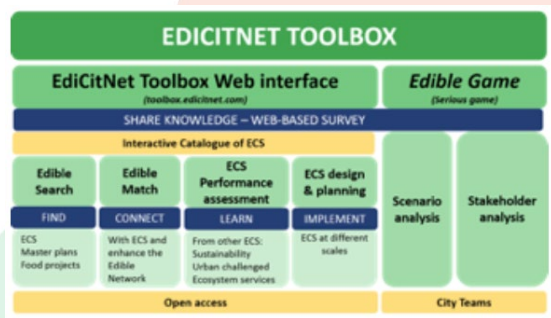 EDICITNET TOOLBOX
EdiCitNet Toolbox Web interface
(toolbox.edicitnet.com)
Edible Game
(Serious game)
SHARE KNOWLEDGE – WEB-BASED SURVEY
Interactive Catalogue of ECS
Edible
Search
Edible
Match
ECS
Performance
assessment
ECS design
& planning
Scenario
analysis
Stakeholder
analysis
FIND
CONNECT
LEARN
IMPLEMENT
ECS
Master plans
Food projects
With ECS and
enhance the
Edible
Network
From other ECS:
Sustainability
Urban challenged
Ecosystem services
ECS at different
scales
Open access
City Teams